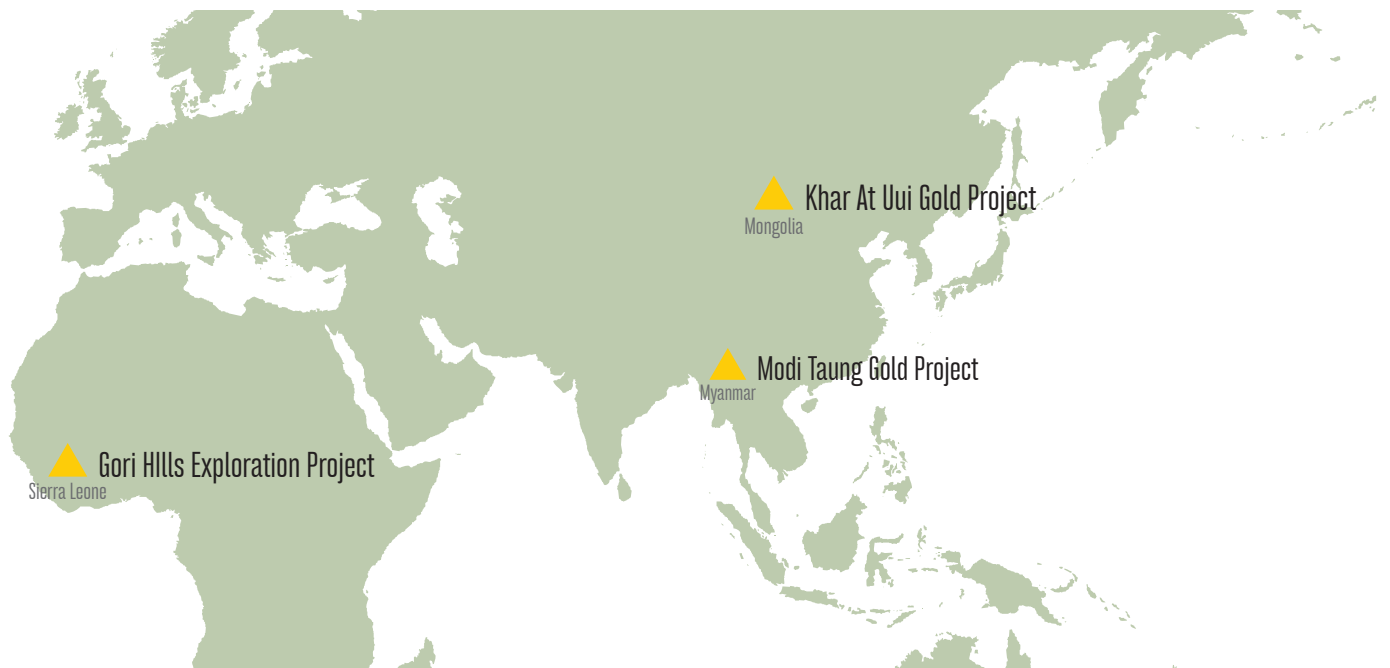 Khar At Uui Gold Project
Mongolia
Modi Taung Gold Project
Myanmar
Gori HIlls Exploration Project
Sierra Leone